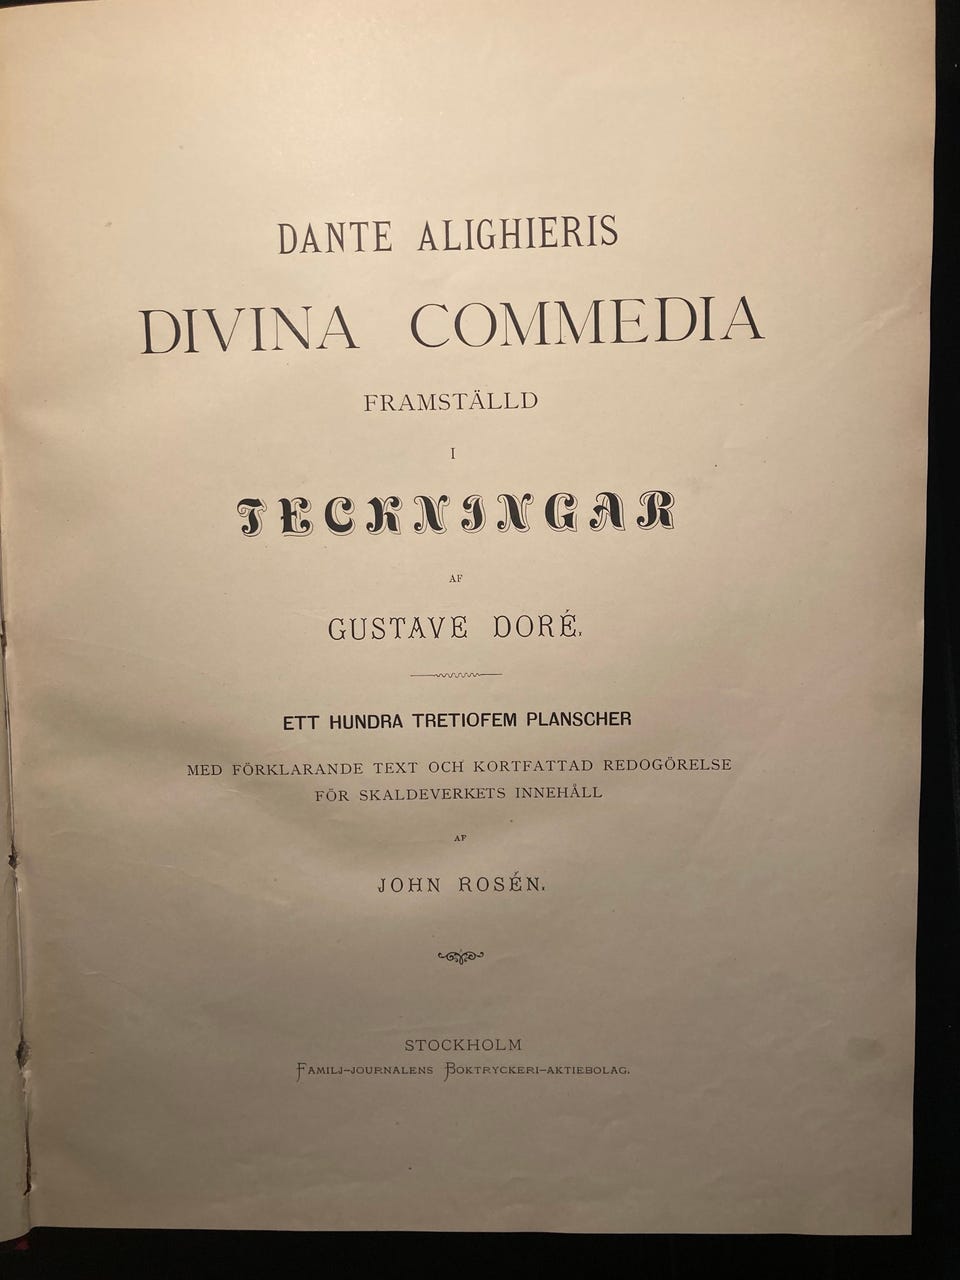 DANTE ALIGHIERIS
DIVINA COMMEDIA
FRAMSTÄLLD
I
TECKNINGAR
AF
GUSTAVE DORÉ.
ETT HUNDRA TRETIOFEM PLANSCHER
MED FÖRKLARANDE TEXT OCH KORTFATTAD REDOGÖRELSE
FÖR SKALDEVERKETS INNEHÅLL
AF
JOHN ROSÉN.
STOCKHOLM
FAMILJ-JOURNALENS BOKTRYCKERI-AKTIEBOLAG.